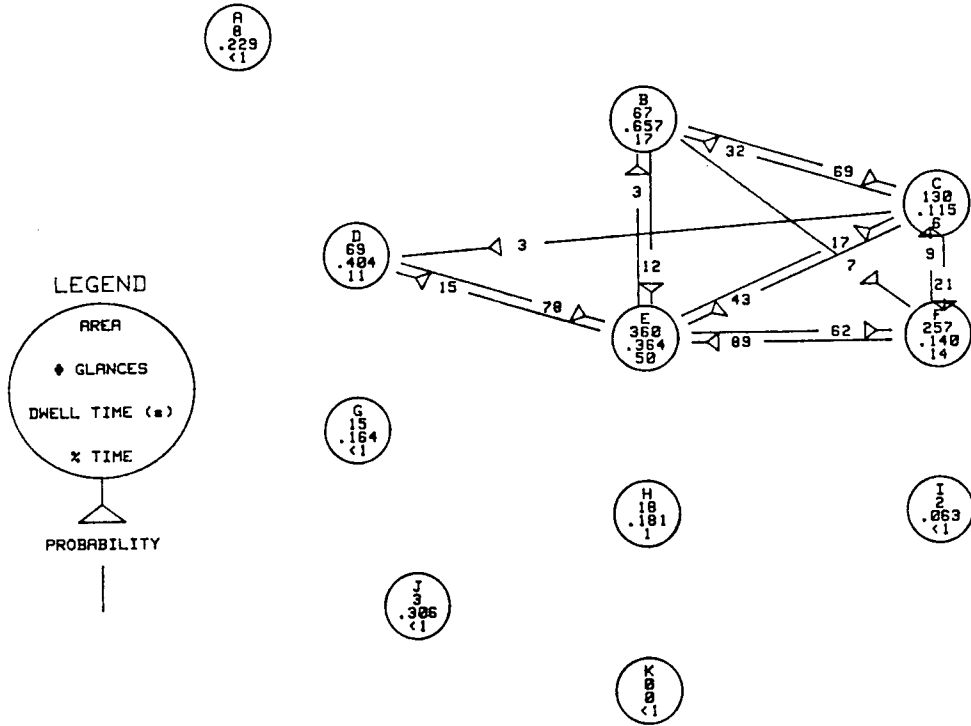 A
8
.229
<1
B
67
.657
17
32
69
C
130
.115
6
3
D
69
.404
11
3
17
9
7
12
15
78
43
21
LEGEND
AREA
# GLANCES
DWELL TIME (s)
% TIME
PROBABILITY
E
360
.364
50
62
89
F
257
.140
14
G
15
.164
<1
H
18
.181
1
I
2
.063
<1
J
3
.306
<1
K
0
0
<1